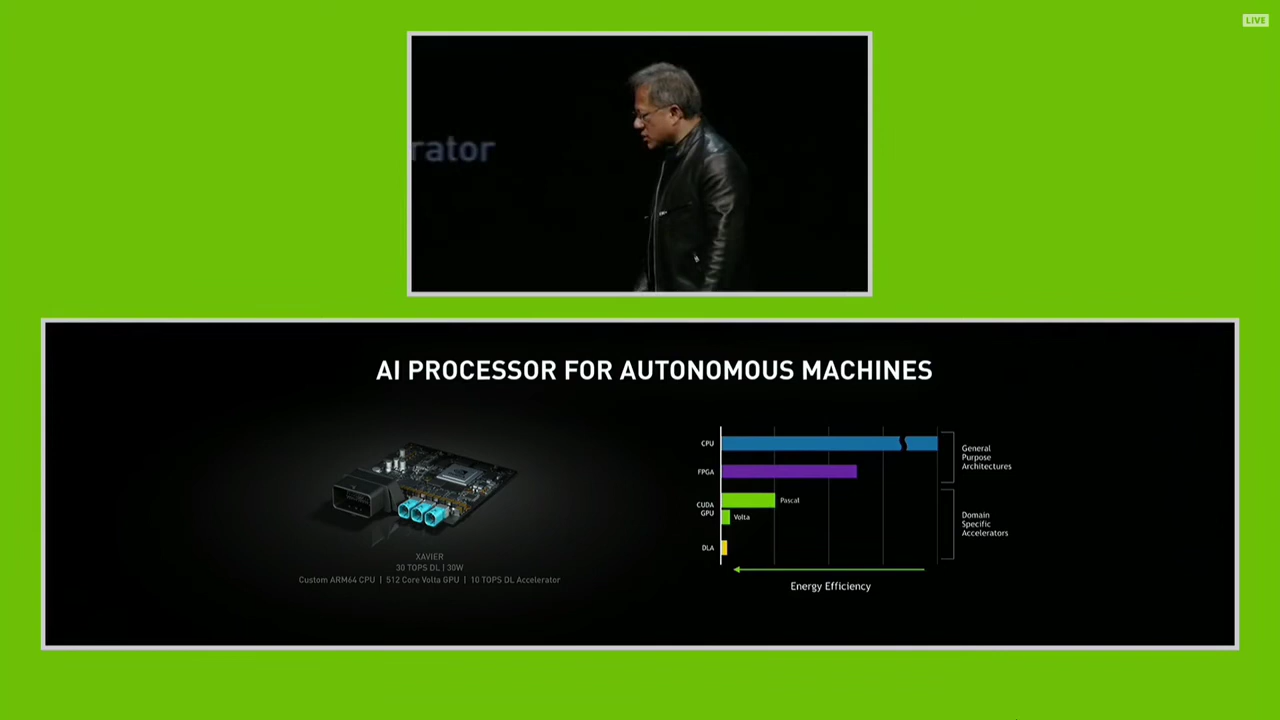 LIVE
rator
AI PROCESSOR FOR AUTONOMOUS MACHINES
XAVIER
30 TOPS DL | 30W
Custom ARM64 CPU | 512 Core Volta GPU | 10 TOPS DL Accelerator
CPU
FPGA
CUDA
GPU
Pascal
Volta
DLA
General
Purpose
Architectures
Domain
Specific
Accelerators
Energy Efficiency